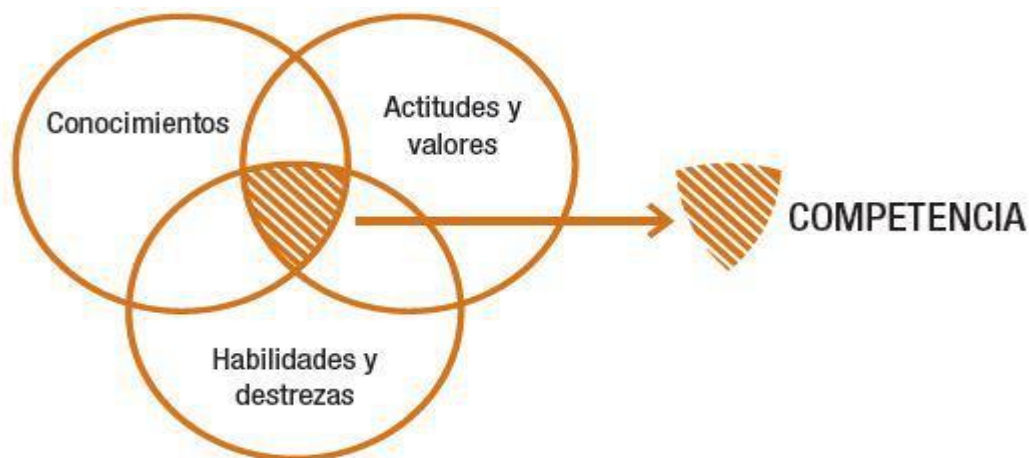 Conocimientos
Actitudes y
valores
COMPETENCIA
Habilidades y
destrezas